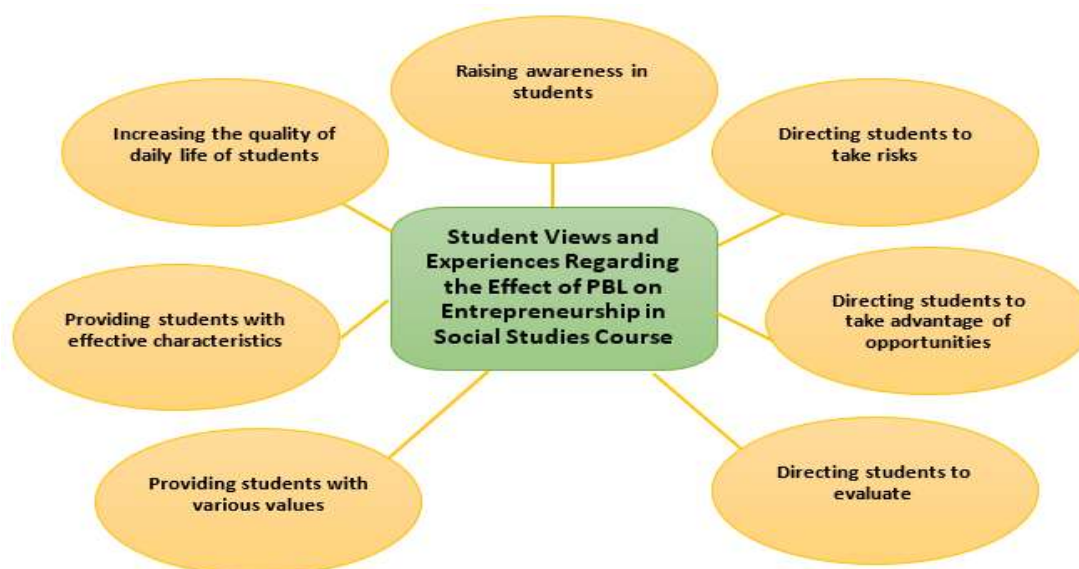 Raising awareness in
students
Increasing the quality of
daily life of students
Directing students to
take risks
Student Views and
Experiences Regarding
the Effect of PBL on
Entrepreneurship in
Social Studies Course
Providing students with
effective characteristics
Directing students to
take advantage of
opportunities
Providing students with
various values
Directing students to
evaluate